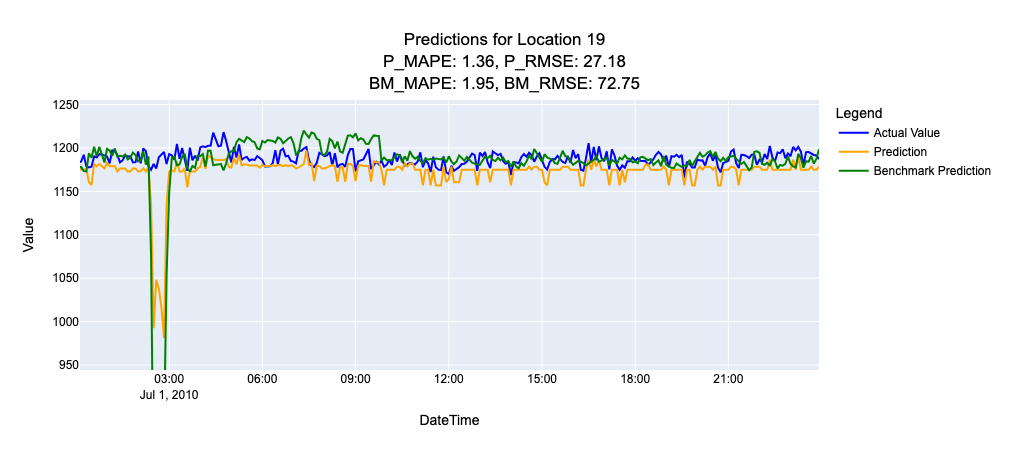 Predictions for Location 19
P_MAPE: 1.36, P_RMSE: 27.18
BM_MAPE: 1.95, BM_RMSE: 72.75
Legend
Actual Value
Prediction
Benchmark Prediction
Value
1250
1200
1150
1100
1050
1000
950
03:00 06:00 09:00 12:00 15:00 18:00 21:00
Jul 1, 2010
DateTime